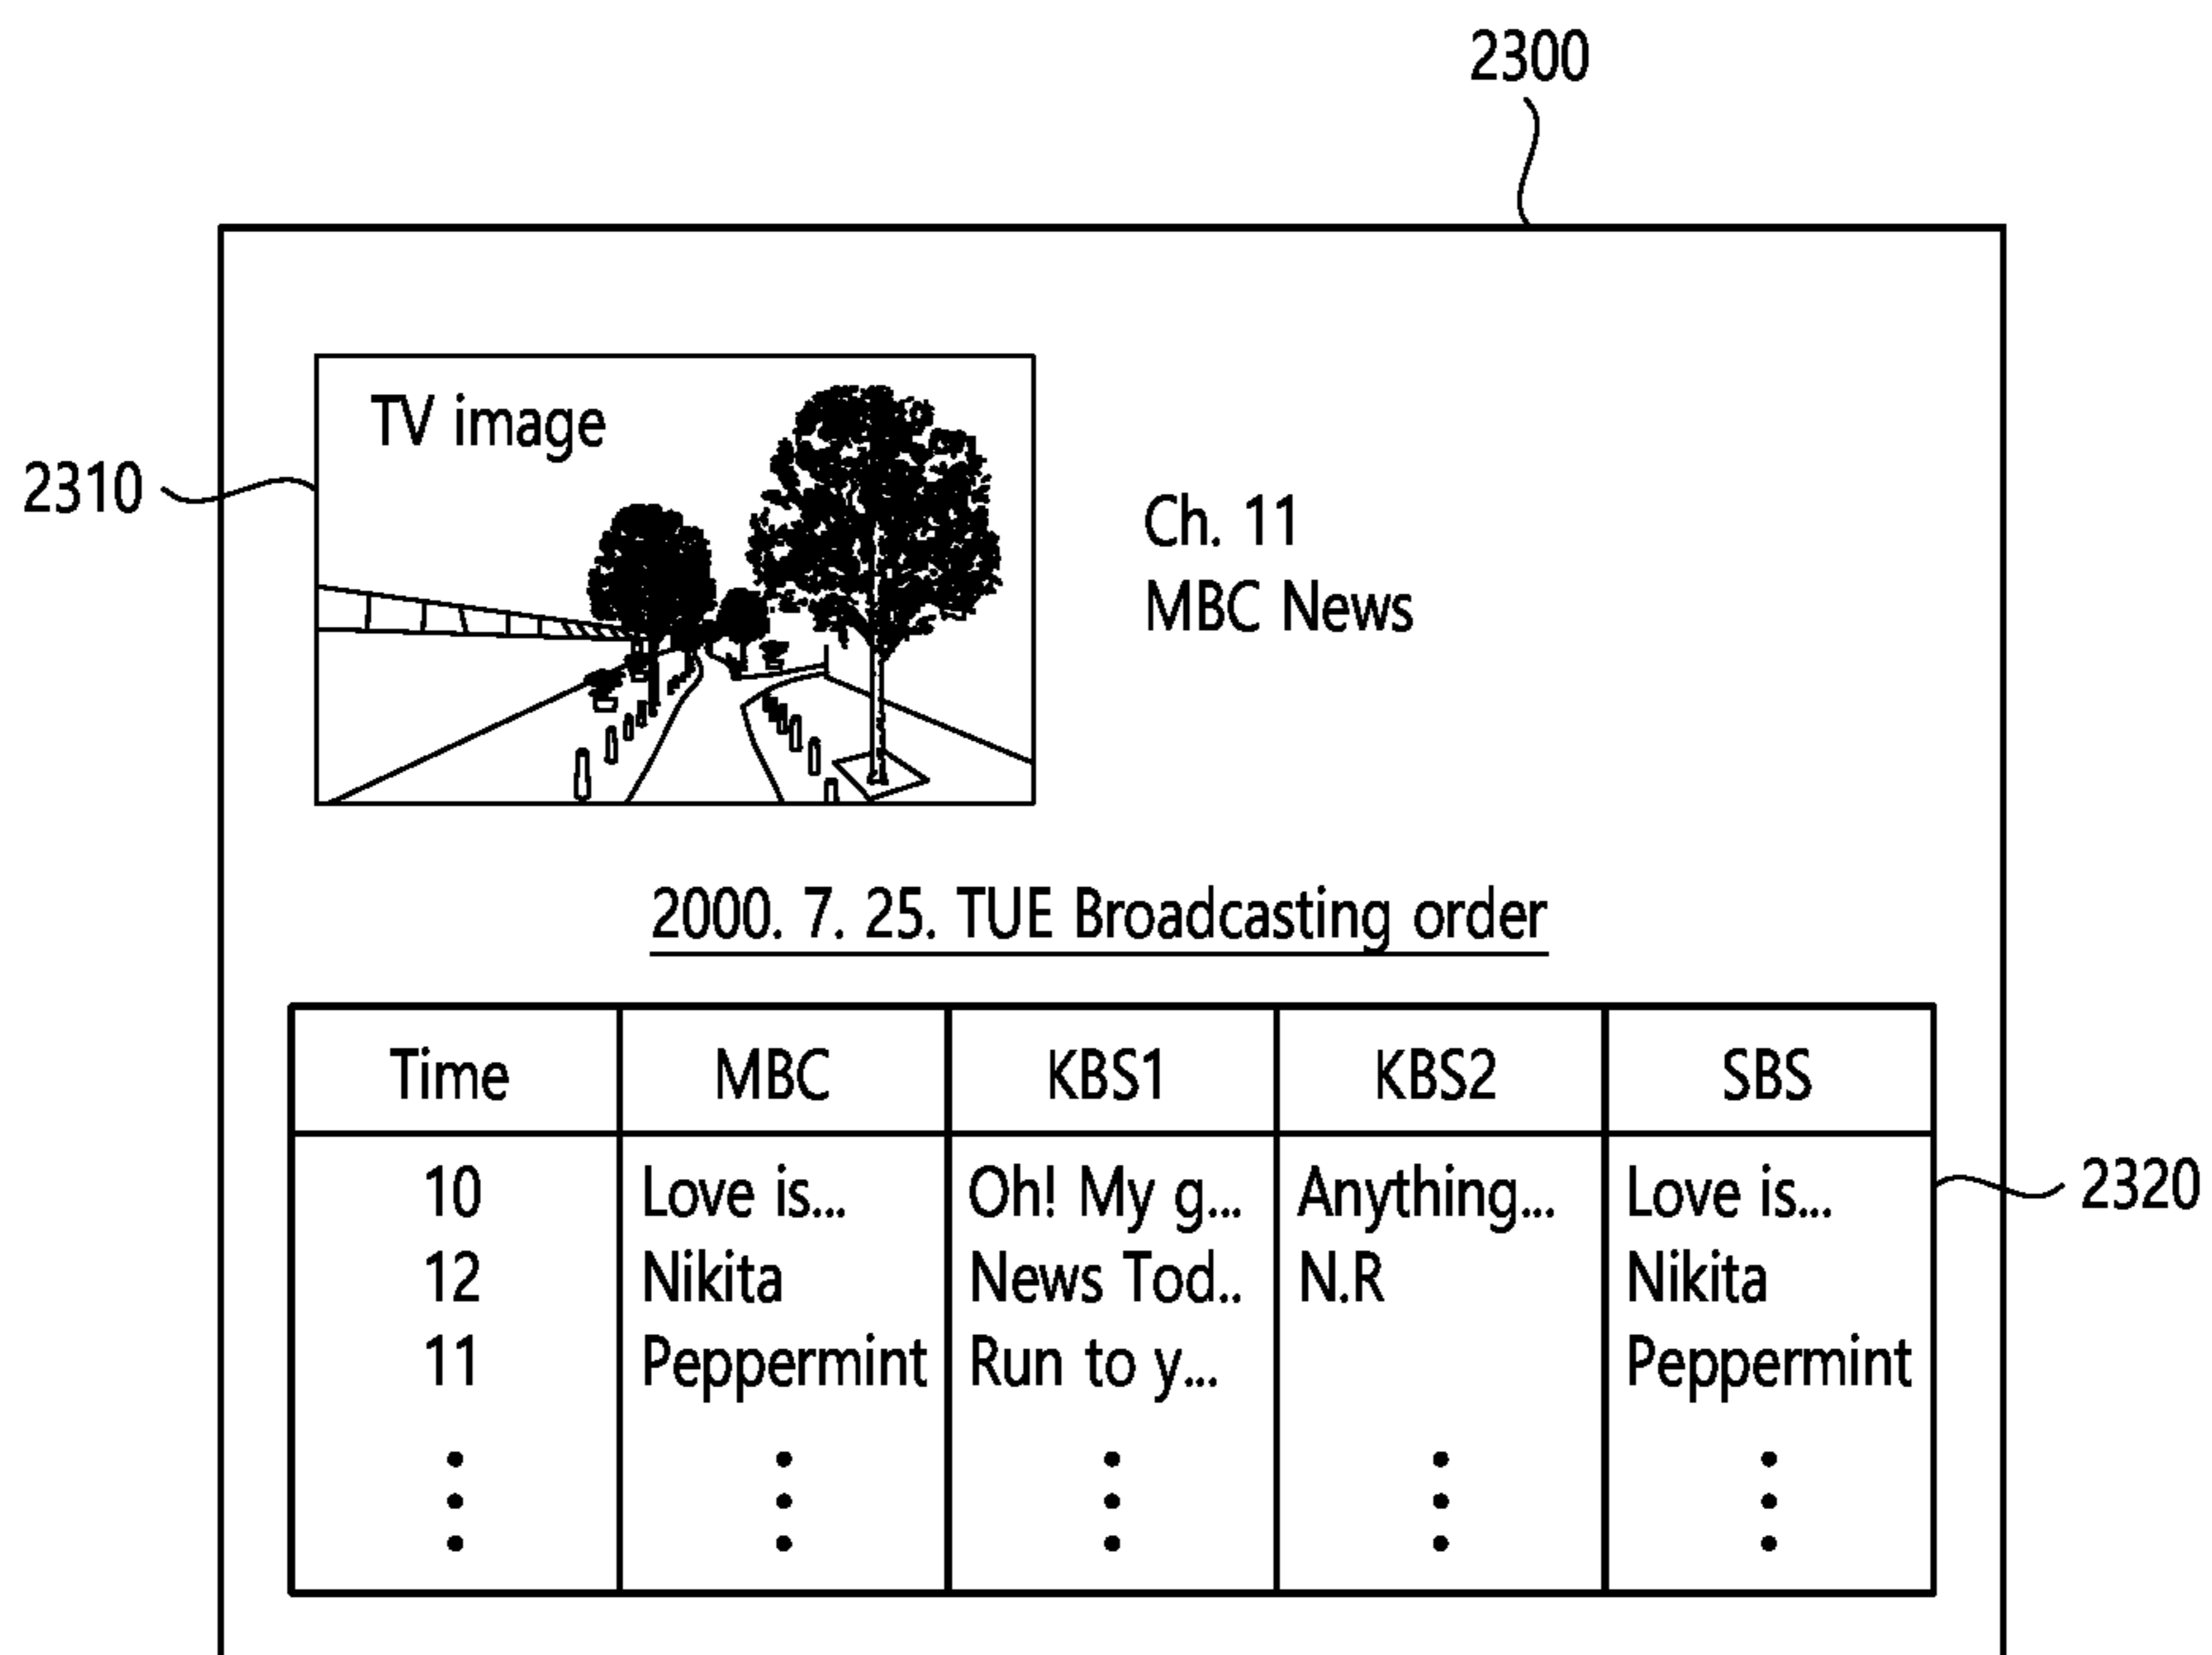 2300
TV image
2310
Ch. 11
MBC News
2000. 7. 25. TUE Broadcasting order
Time MBC KBS1 KBS2 SBS
10 Love is... Oh! My g... Anything... Love is...
2320
12 Nikita News Tod.. N.R Nikita
11 Peppermint Run to y... Peppermint